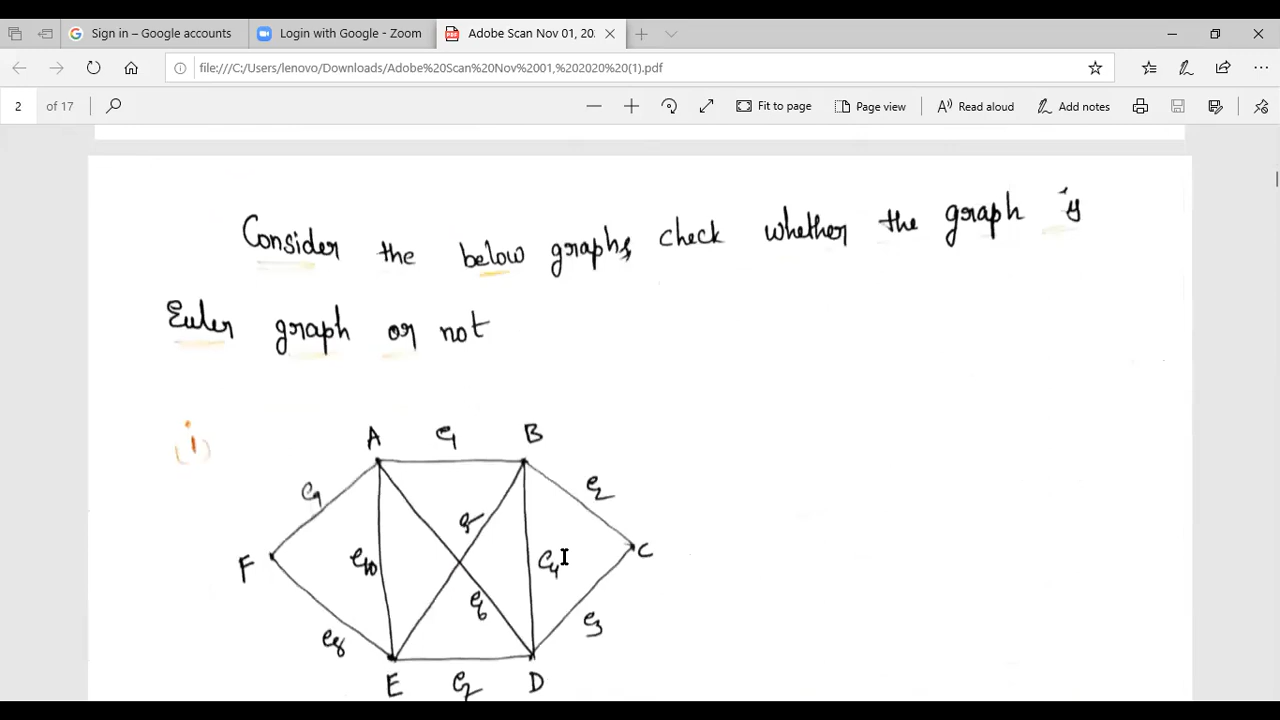 Sign in – Google accounts
Login with Google - Zoom
Adobe Scan Nov 01, 202
file:///C:/Users/lenovo/Downloads/Adobe%20Scan%20Nov%2001,%202020%20(1).pdf
2 of 17
Fit to page
Page view
Read aloud
Add notes
Consider the below graphs, check whether the graph is
Euler graph or not
(i)
A e1 B
e9 e2
e5
F e10 e4 C
e6
e8 e3
E e7 D